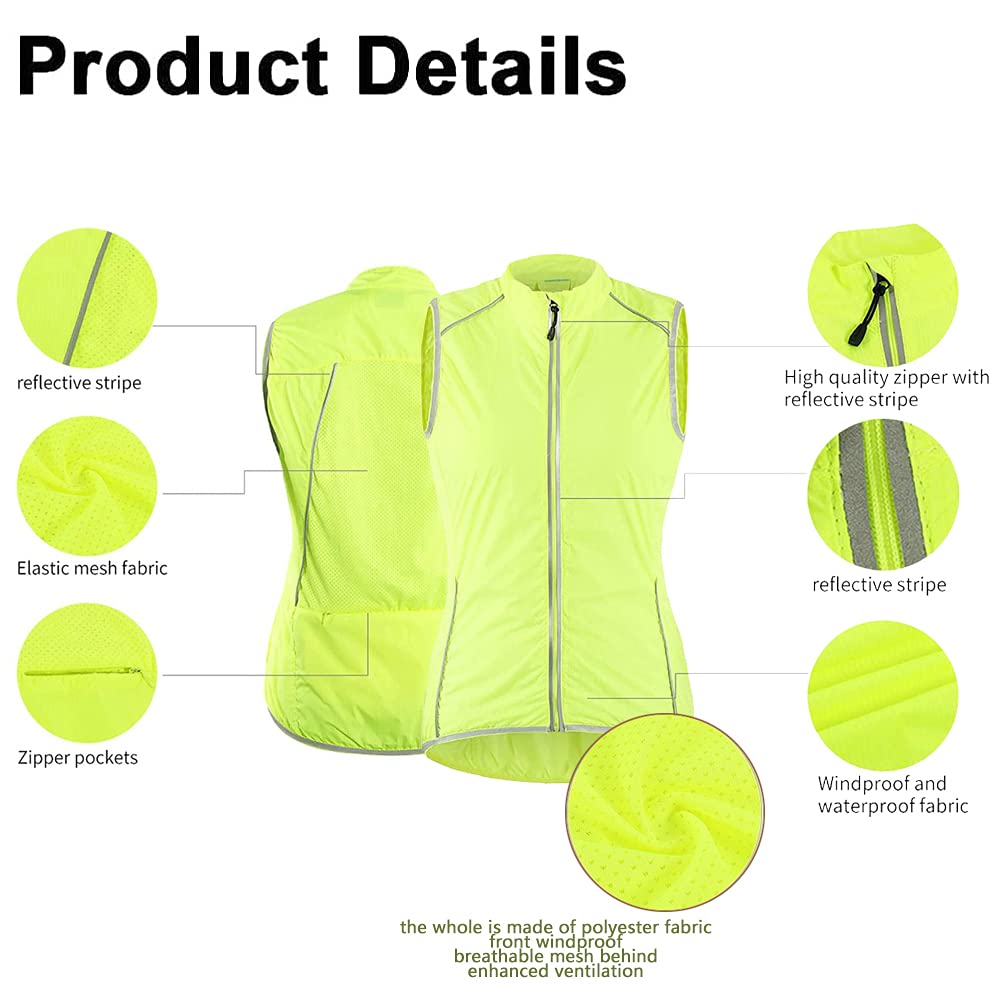 Product Details
reflective stripe
Elastic mesh fabric
Zipper pockets
High quality zipper with
reflective stripe
reflective stripe
Windproof and
waterproof fabric
the whole is made of polyester fabric
front windproof
breathable mesh behind
enhanced ventilation